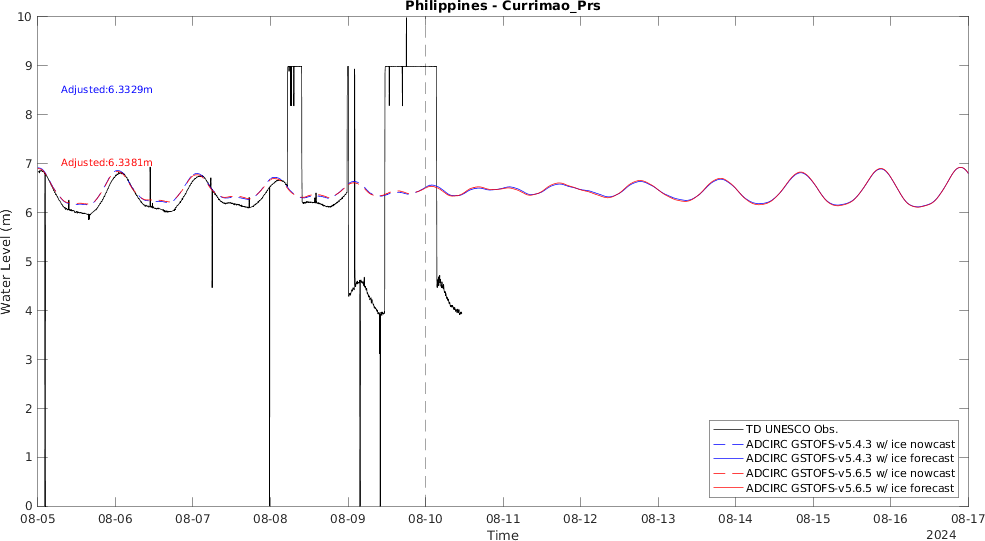 Philippines - Currimao_Prs
10
9
8
7
6
5
4
3
2
1
0
Water Level (m)
Adjusted:6.3329m
Adjusted:6.3381m
TD UNESCO Obs.
ADCIRC GSTOFS-v5.4.3 w/ ice nowcast
ADCIRC GSTOFS-v5.4.3 w/ ice forecast
ADCIRC GSTOFS-v5.6.5 w/ ice nowcast
ADCIRC GSTOFS-v5.6.5 w/ ice forecast
08-05 08-06 08-07 08-08 08-09 08-10 08-11 08-12 08-13 08-14 08-15 08-16 08-17
Time
2024